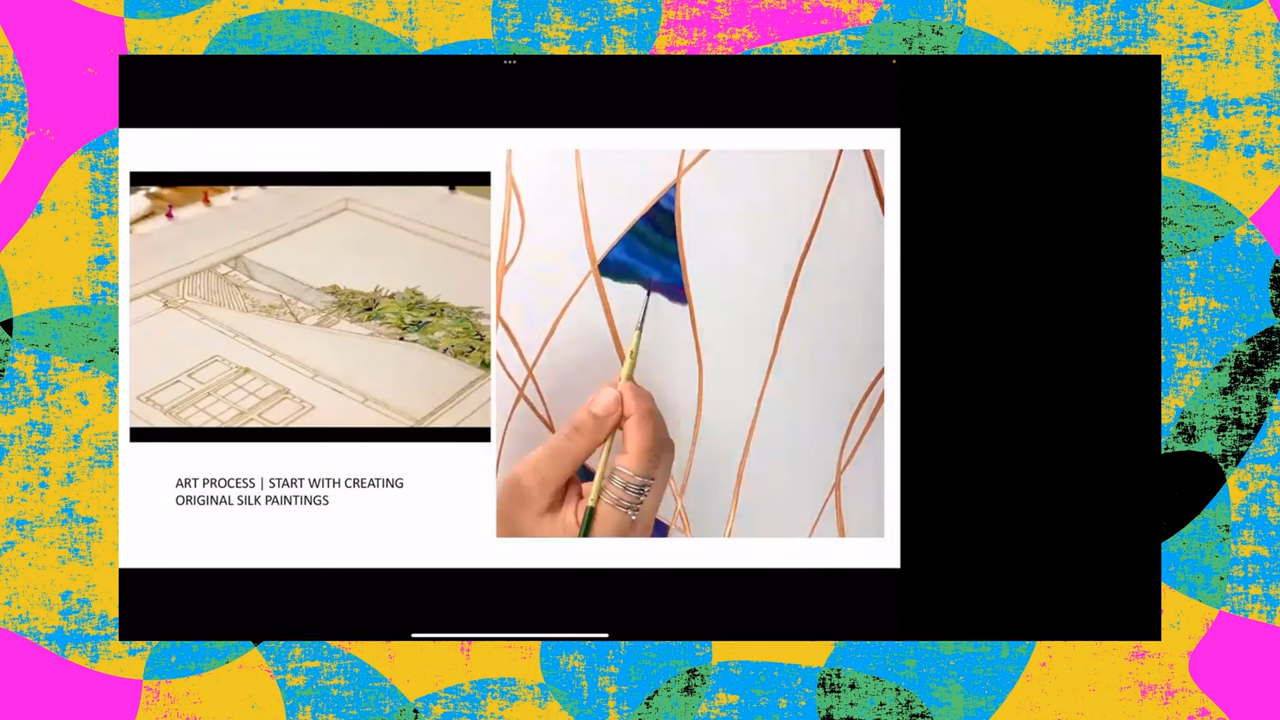 ART PROCESS | START WITH CREATING
ORIGINAL SILK PAINTINGS